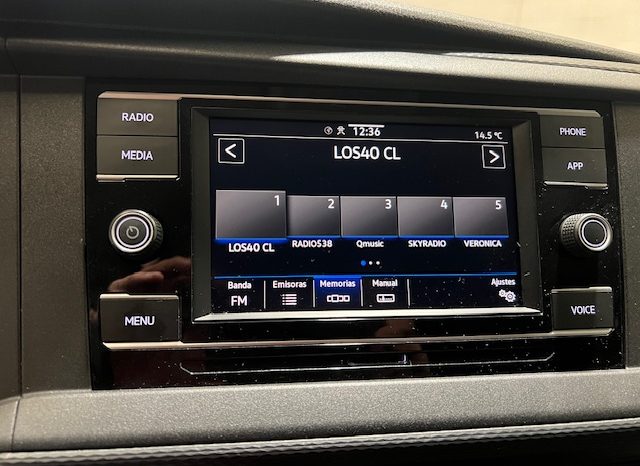 RADIO
MEDIA
MENU
12:36
14.5 °C
< LOS40 CL >
1 2 3 4 5
LOS40 CL RADIO538 Qmusic SKYRADIO VERONICA
Banda Emisoras Memorias Manual Ajustes
FM
PHONE
APP
VOICE